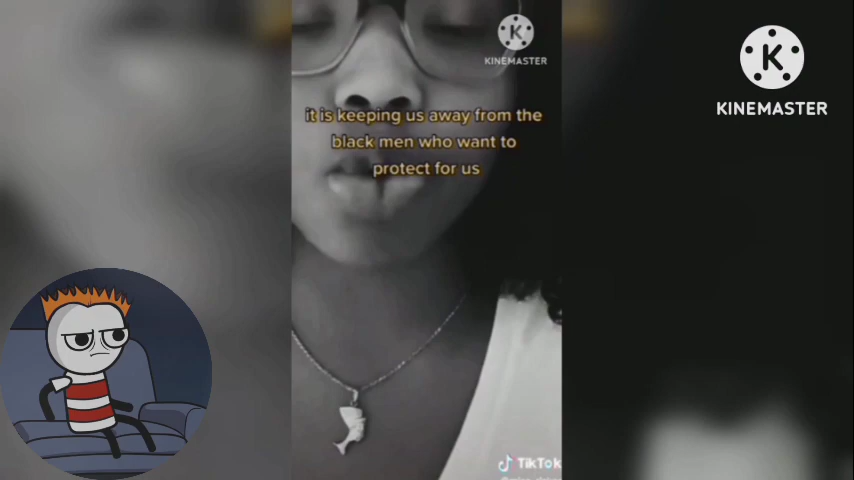 KINEMASTER
KINEMASTER
it is keeping us away from the
black men who want to
protect for us
TikTok